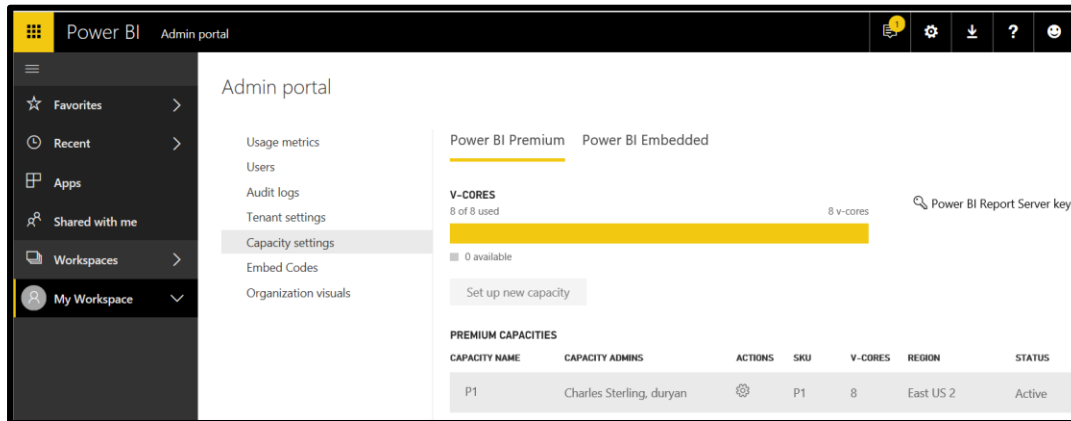 Power BI Admin portal 1 ?
Favorites
Recent
Apps
Shared with me
Workspaces
My Workspace
Admin portal
Usage metrics
Users
Audit logs
Tenant settings
Capacity settings
Embed Codes
Organization visuals
Power BI Premium Power BI Embedded
V-CORES
8 of 8 used 8 v-cores
Power BI Report Server key
0 available
Set up new capacity
PREMIUM CAPACITIES
CAPACITY NAME CAPACITY ADMINS ACTIONS SKU V-CORES REGION STATUS
P1 Charles Sterling, duryan P1 8 East US 2 Active